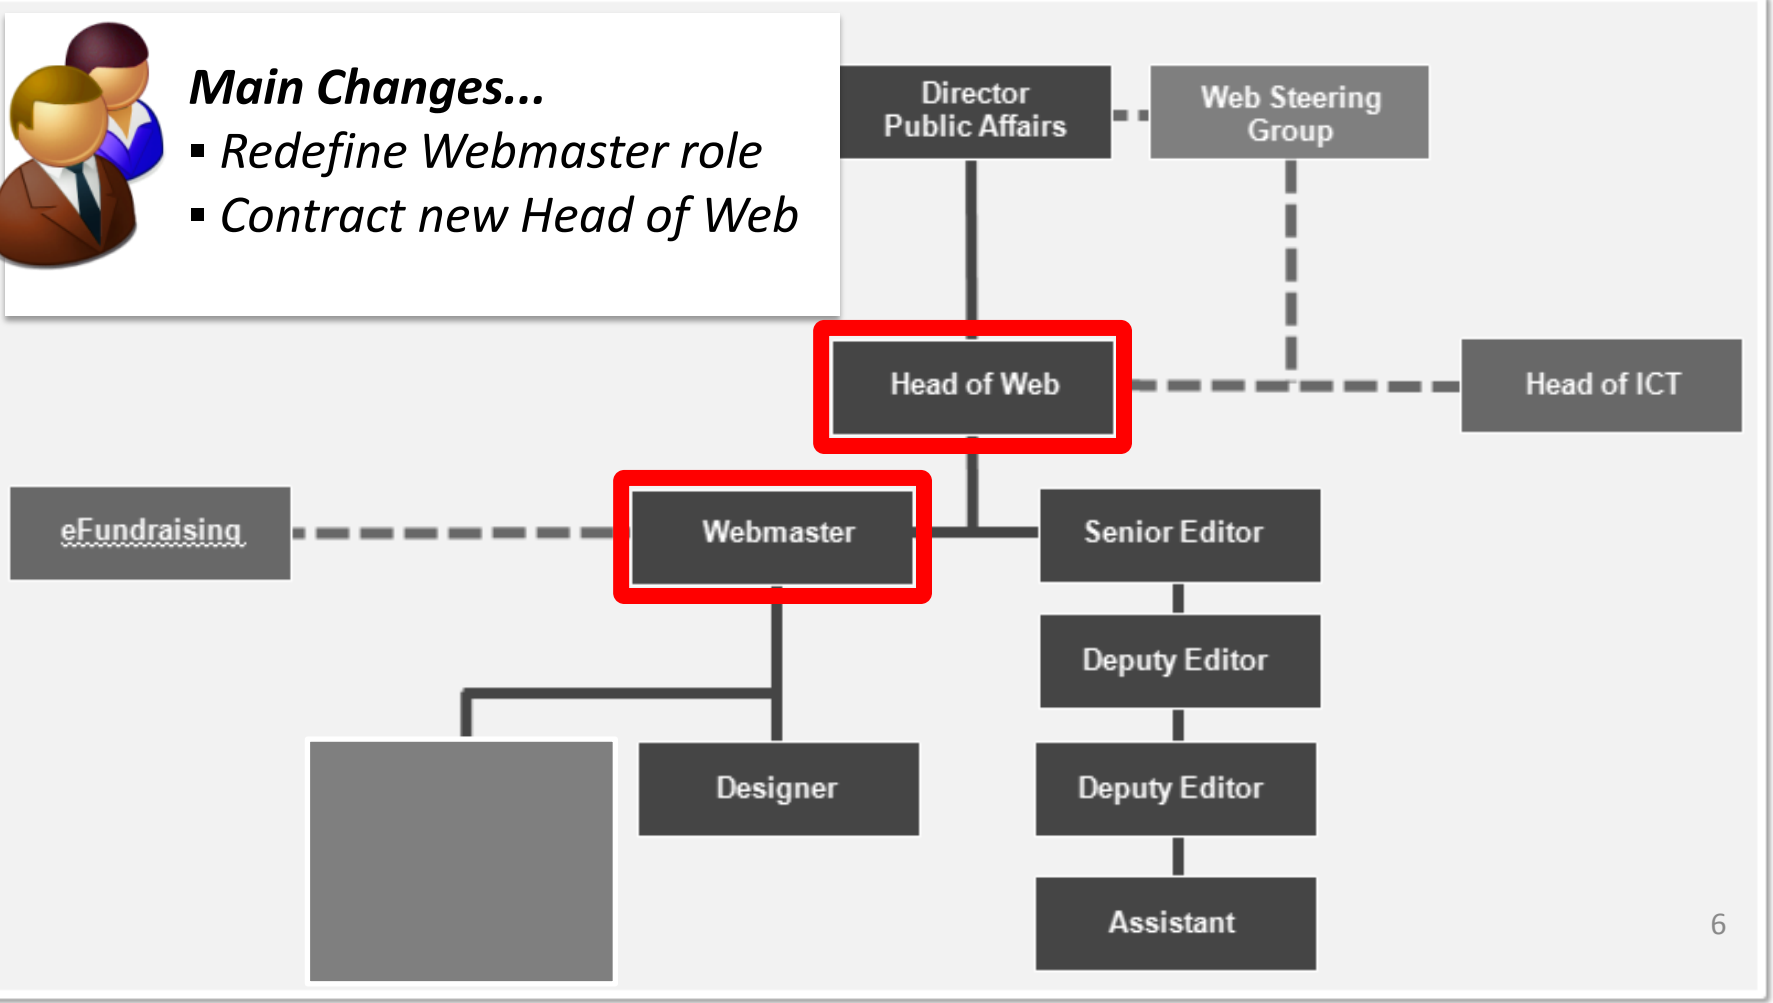 Main Changes...
▪ Redefine Webmaster role
▪ Contract new Head of Web
Director
Public Affairs
Web Steering
Group
Head of Web
Head of ICT
eFundraising
Webmaster
Senior Editor
Deputy Editor
Designer
Deputy Editor
Assistant
6